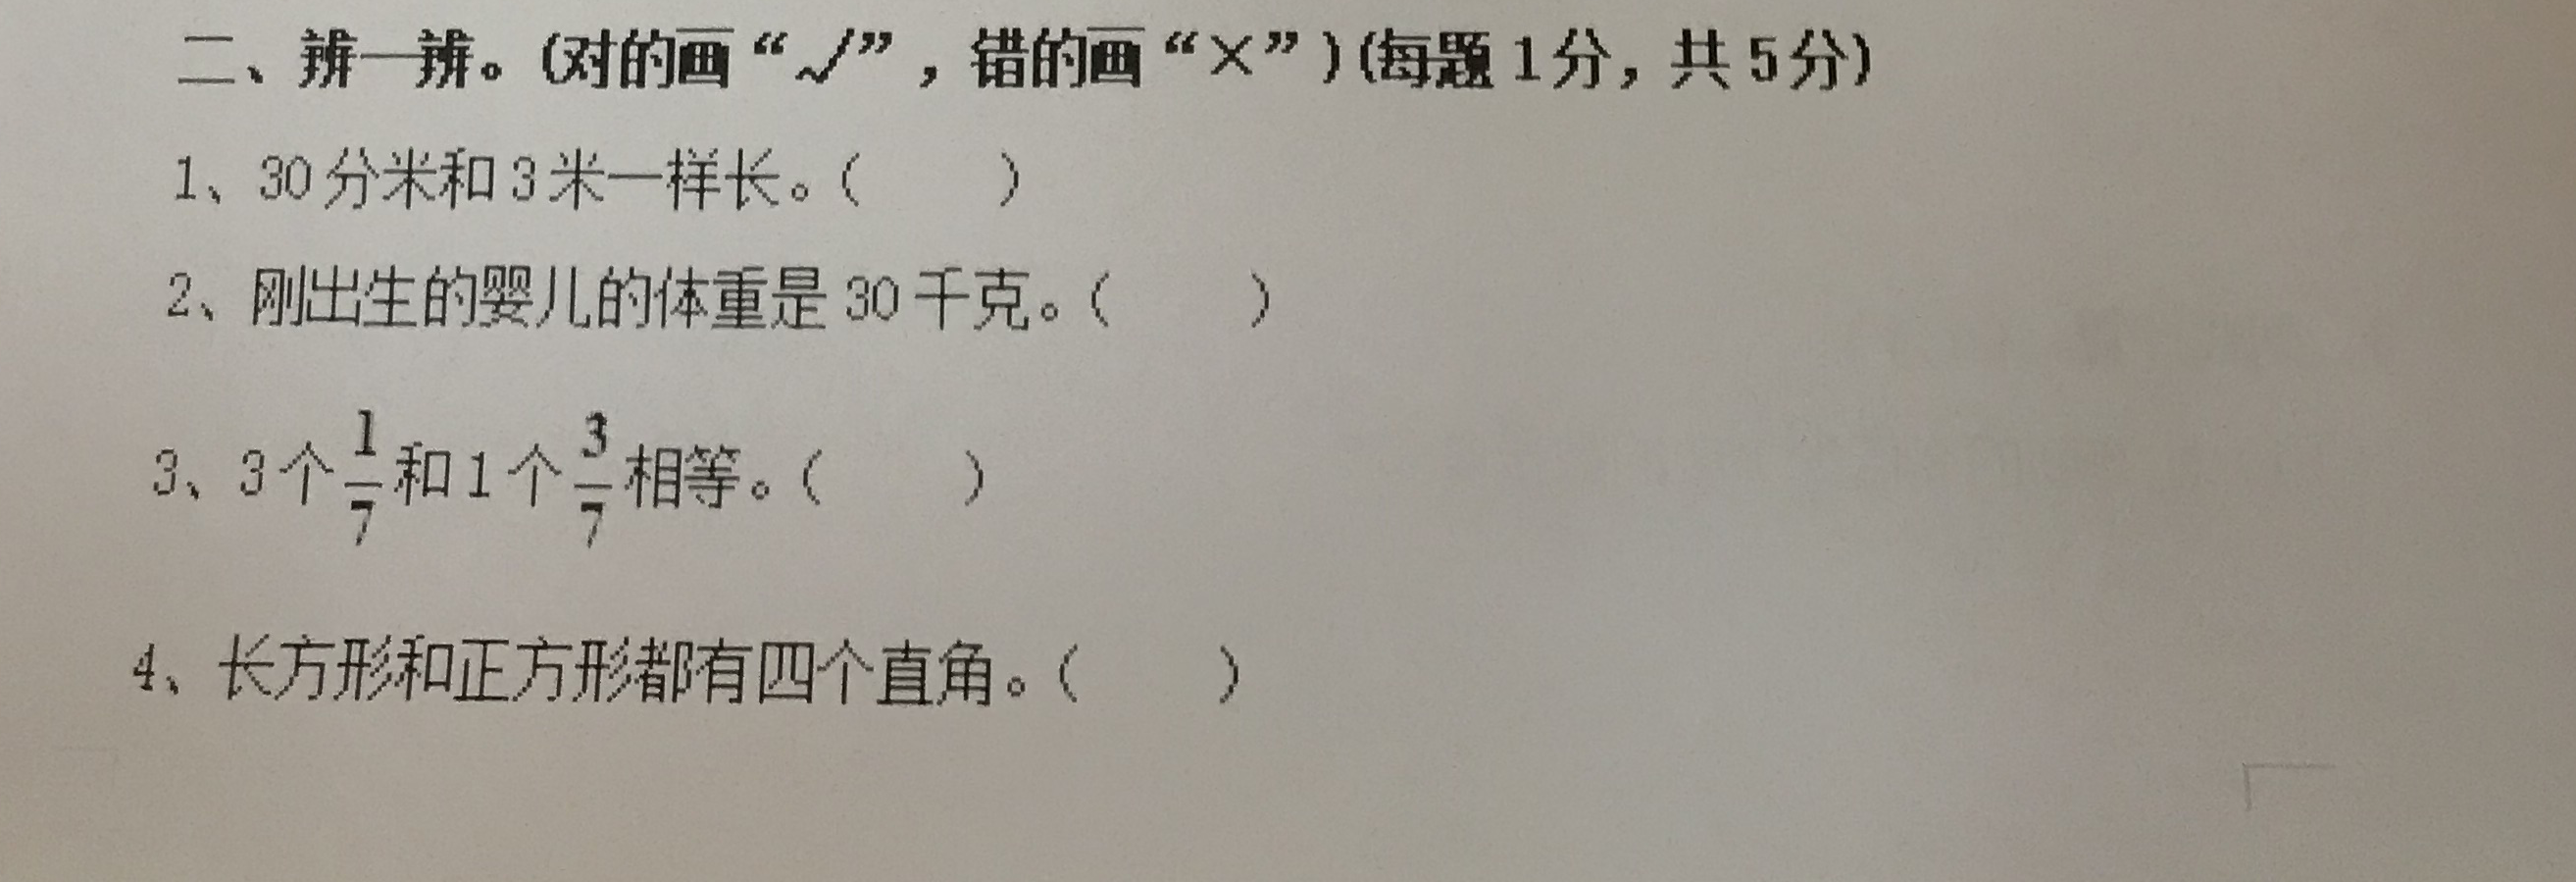 二、辨一辨。(对的画“√”,错的画“×”)(每题1分,共5分)
1、30分米和3米一样长。(  )
2、刚出生的婴儿的体重是30千克。(  )
3、3个1/7和1个3/7相等。(  )
4、长方形和正方形都有四个直角。(  )